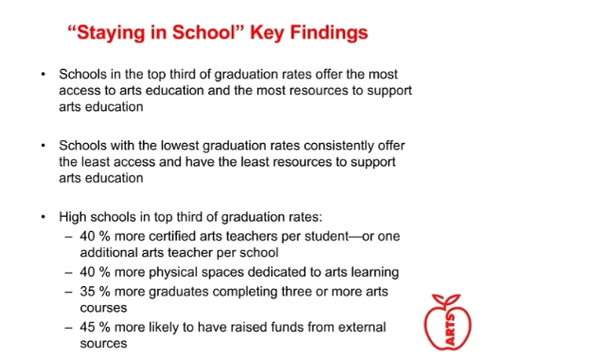 “Staying in School” Key Findings
• Schools in the top third of graduation rates offer the most
access to arts education and the most resources to support
arts education
• Schools with the lowest graduation rates consistently offer
the least access and have the least resources to support
arts education
• High schools in top third of graduation rates:
– 40 % more certified arts teachers per student—or one
additional arts teacher per school
– 40 % more physical spaces dedicated to arts learning
– 35 % more graduates completing three or more arts
courses
– 45 % more likely to have raised funds from external
sources
ARTS